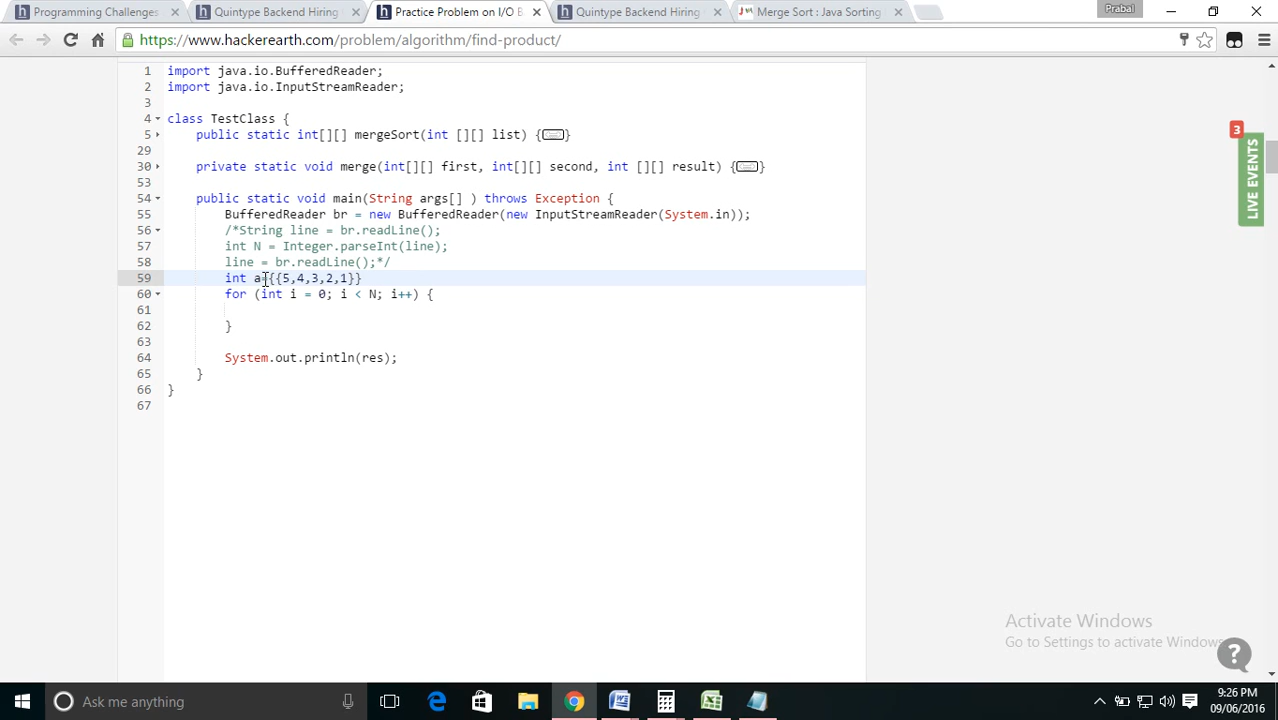 Programming Challenges
Quintype Backend Hiring
Practice Problem on I/O B
Quintype Backend Hiring
Merge Sort : Java Sorting
Prabal
https://www.hackerearth.com/problem/algorithm/find-product/
1 import java.io.BufferedReader;
2 import java.io.InputStreamReader;
3
4 class TestClass {
5 public static int[][] mergeSort(int [][] list) {}
29
30 private static void merge(int[][] first, int[][] second, int [][] result) {}
53
54 public static void main(String args[] ) throws Exception {
55 BufferedReader br = new BufferedReader(new InputStreamReader(System.in));
56 /*String line = br.readLine();
57 int N = Integer.parseInt(line);
58 line = br.readLine();*/
59 int a={{5,4,3,2,1}}
60 for (int i = 0; i < N; i++) {
61
62 }
63
64 System.out.println(res);
65 }
66 }
67
3
LIVE EVENTS
Activate Windows
Go to Settings to activate Windows.
?
Ask me anything
9:26 PM
09/06/2016